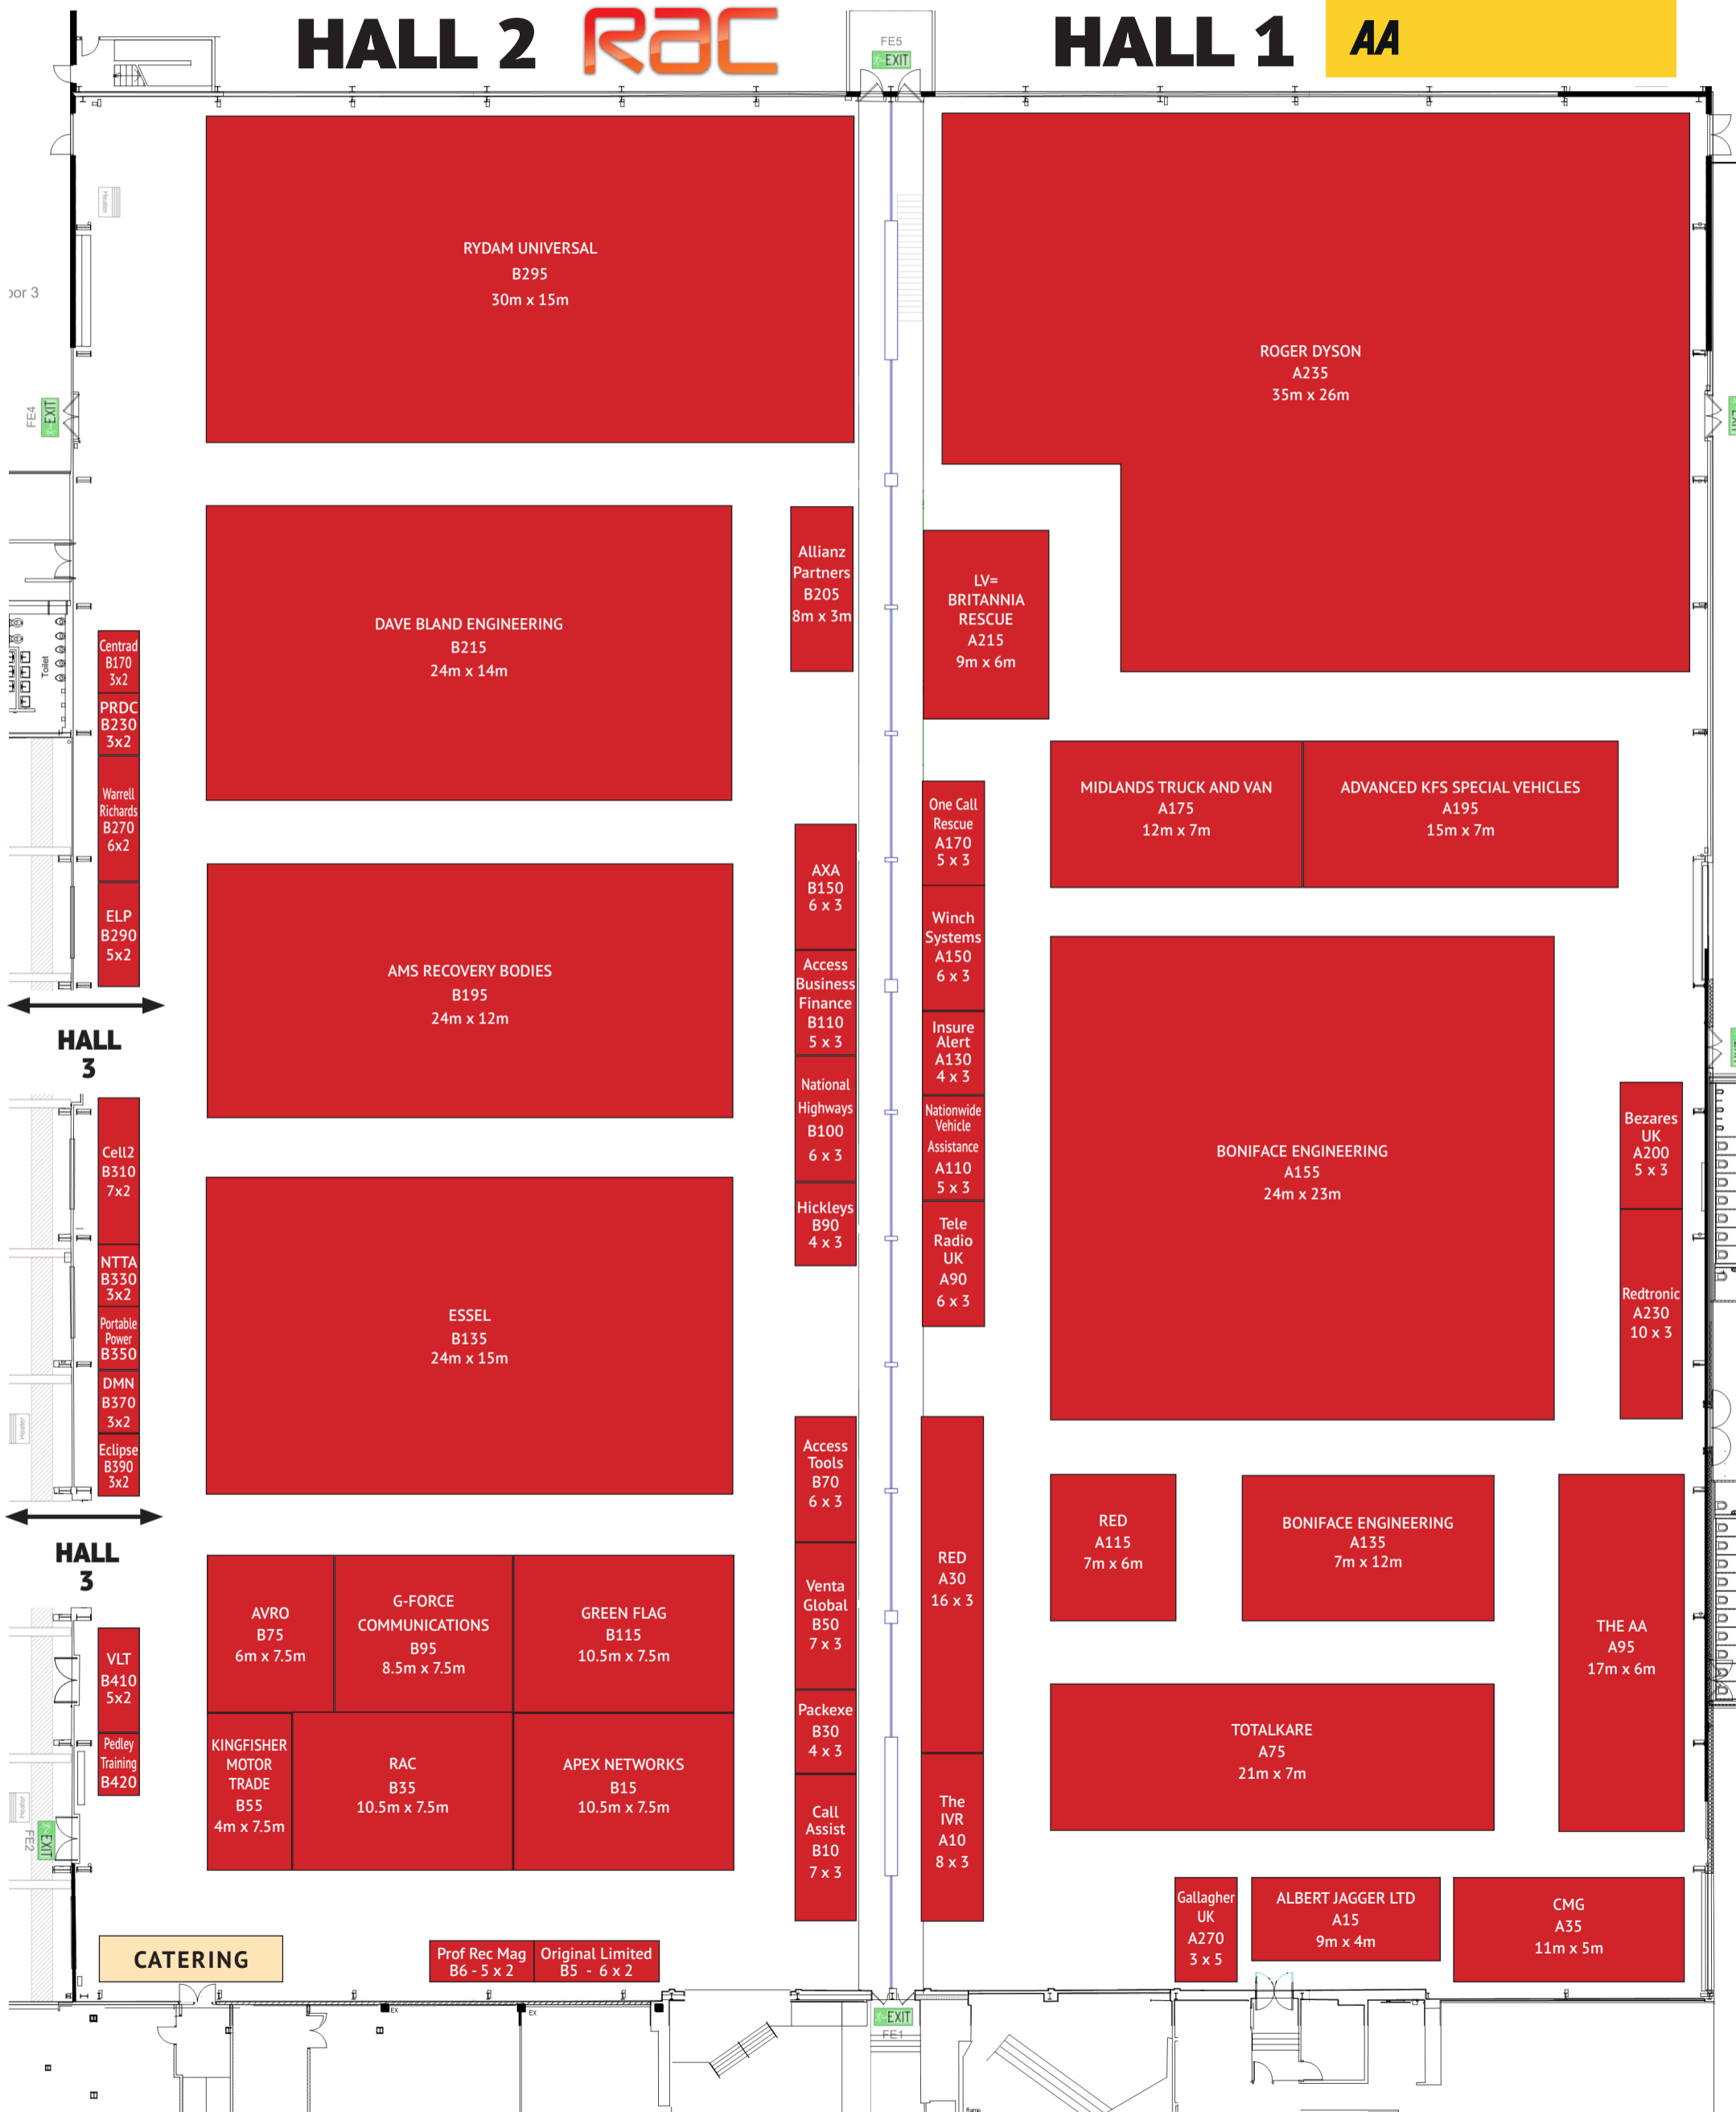 HALL 2
RAC
HALL 1
AA
FE5
EXIT
Heater
oor 3
FE4
EXIT
RYDAM UNIVERSAL
B295
30m x 15m
ROGER DYSON
A235
35m x 26m
DAVE BLAND ENGINEERING
B215
24m x 14m
Allianz
Partners
B205
8m x 3m
LV=
BRITANNIA
RESCUE
A215
9m x 6m
Toilet
Centrad
B170
3x2
PRDC
B230
3x2
Warrell
Richards
B270
6x2
ELP
B290
5x2
MIDLANDS TRUCK AND VAN
A175
12m x 7m
ADVANCED KFS SPECIAL VEHICLES
A195
15m x 7m
AMS RECOVERY BODIES
B195
24m x 12m
AXA
B150
6 x 3
Access
Business
Finance
B110
5 x 3
National
Highways
B100
6 x 3
Hickleys
B90
4 x 3
One Call
Rescue
A170
5 x 3
Winch
Systems
A150
6 x 3
Insure
Alert
A130
4 x 3
Nationwide
Vehicle
Assistance
A110
5 x 3
Tele
Radio
UK
A90
6 x 3
BONIFACE ENGINEERING
A155
24m x 23m
Bezares
UK
A200
5 x 3
Redtronic
A230
10 x 3
HALL
3
Cell2
B310
7x2
NTTA
B330
3x2
Portable
Power
B350
DMN
B370
3x2
Eclipse
B390
3x2
Heater
ESSEL
B135
24m x 15m
Access
Tools
B70
6 x 3
Venta
Global
B50
7 x 3
Packexe
B30
4 x 3
Call
Assist
B10
7 x 3
RED
A30
16 x 3
The
IVR
A10
8 x 3
RED
A115
7m x 6m
BONIFACE ENGINEERING
A135
7m x 12m
THE AA
A95
17m x 6m
TOTALKARE
A75
21m x 7m
HALL
3
VLT
B410
5x2
Pedley
Training
B420
Heater
FE2
EXIT
AVRO
B75
6m x 7.5m
G-FORCE
COMMUNICATIONS
B95
8.5m x 7.5m
GREEN FLAG
B115
10.5m x 7.5m
KINGFISHER
MOTOR
TRADE
B55
4m x 7.5m
RAC
B35
10.5m x 7.5m
APEX NETWORKS
B15
10.5m x 7.5m
Gallagher
UK
A270
3 x 5
ALBERT JAGGER LTD
A15
9m x 4m
CMG
A35
11m x 5m
CATERING
Prof Rec Mag
B6 - 5 x 2
Original Limited
B5 - 6 x 2
EX
EX
EXIT
FE1
Ramp